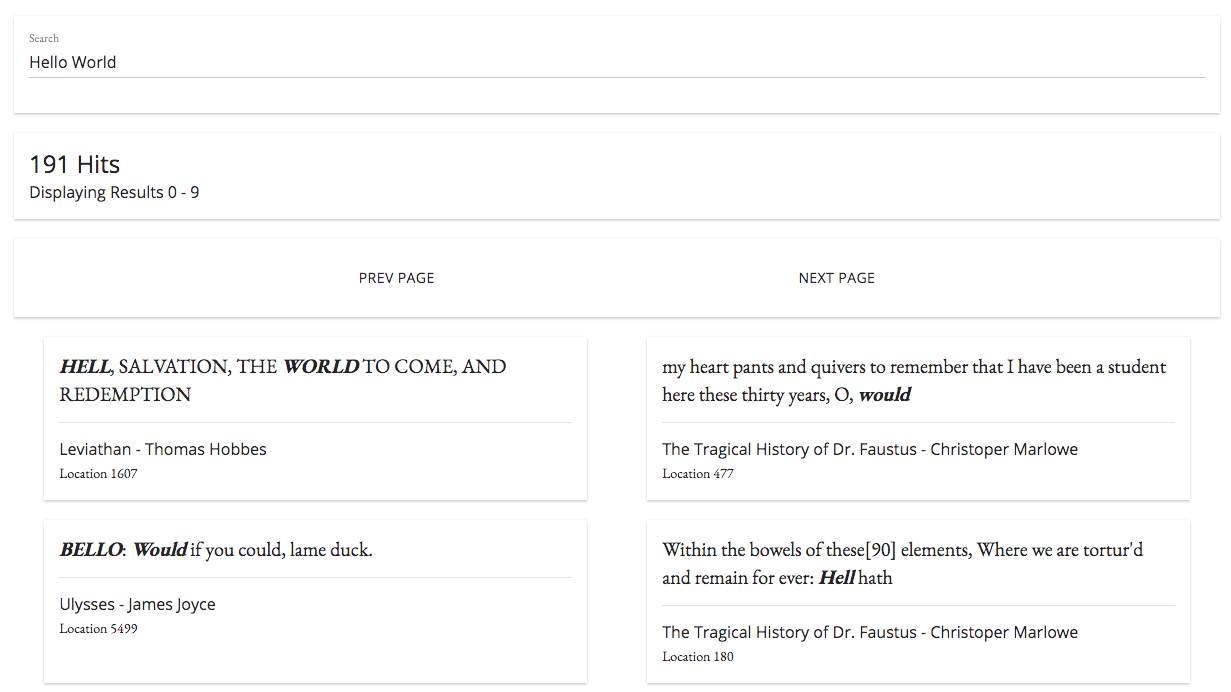 Search
Hello World
191 Hits
Displaying Results 0 - 9
PREV PAGE
NEXT PAGE
HELL, SALVATION, THE WORLD TO COME, AND
REDEMPTION
Leviathan - Thomas Hobbes
Location 1607
my heart pants and quivers to remember that I have been a student
here these thirty years, O, would
The Tragical History of Dr. Faustus - Christoper Marlowe
Location 477
BELLO: Would if you could, lame duck.
Ulysses - James Joyce
Location 5499
Within the bowels of these[90] elements, Where we are tortur'd
and remain for ever: Hell hath
The Tragical History of Dr. Faustus - Christoper Marlowe
Location 180